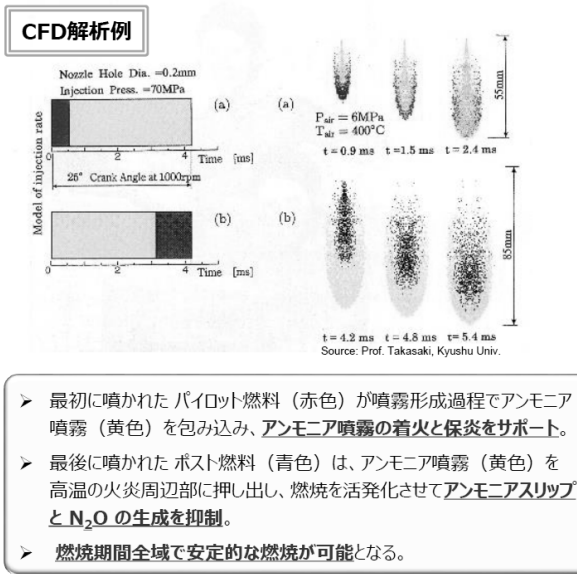 CFD解析例
Nozzle Hole Dia. =0.2mm
Injection Press. =70MPa
Model of injection rate
(a)
0
2
4
Time [ms]
26° Crank Angle at 1000rpm
(b)
0
2
4
Time [ms]
(a)
Pair = 6MPa
Tair = 400°C
t = 0.9 ms
t =1.5 ms
t = 2.4 ms
55mm
(b)
85mm
t = 4.2 ms
t = 4.8 ms
t= 5.4 ms
Source: Prof. Takasaki, Kyushu Univ.
➢ 最初に噴かれた パイロット燃料（赤色）が噴霧形成過程でアンモニア
噴霧（黄色）を包み込み、アンモニア噴霧の着火と保炎をサポート。
➢ 最後に噴かれた ポスト燃料（青色）は、アンモニア噴霧（黄色）を
高温の火炎周辺部に押し出し、燃焼を活発化させてアンモニアスリップ
と N₂O の生成を抑制。
➢ 燃焼期間全域で安定的な燃焼が可能となる。